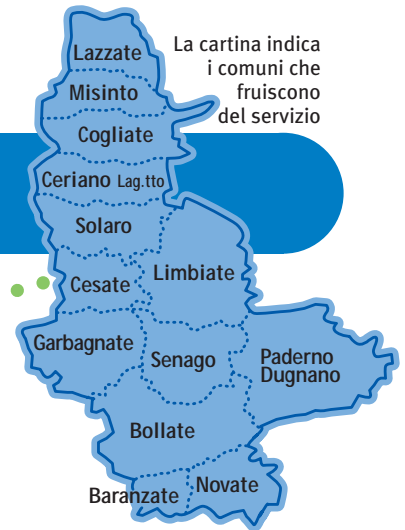 La cartina indica
i comuni che
fruiscono
del servizio
Lazzate
Misinto
Cogliate
Ceriano Lag.tto
Solaro
Limbiate
Cesate
Garbagnate
Senago
Paderno
Dugnano
Bollate
Baranzate
Novate